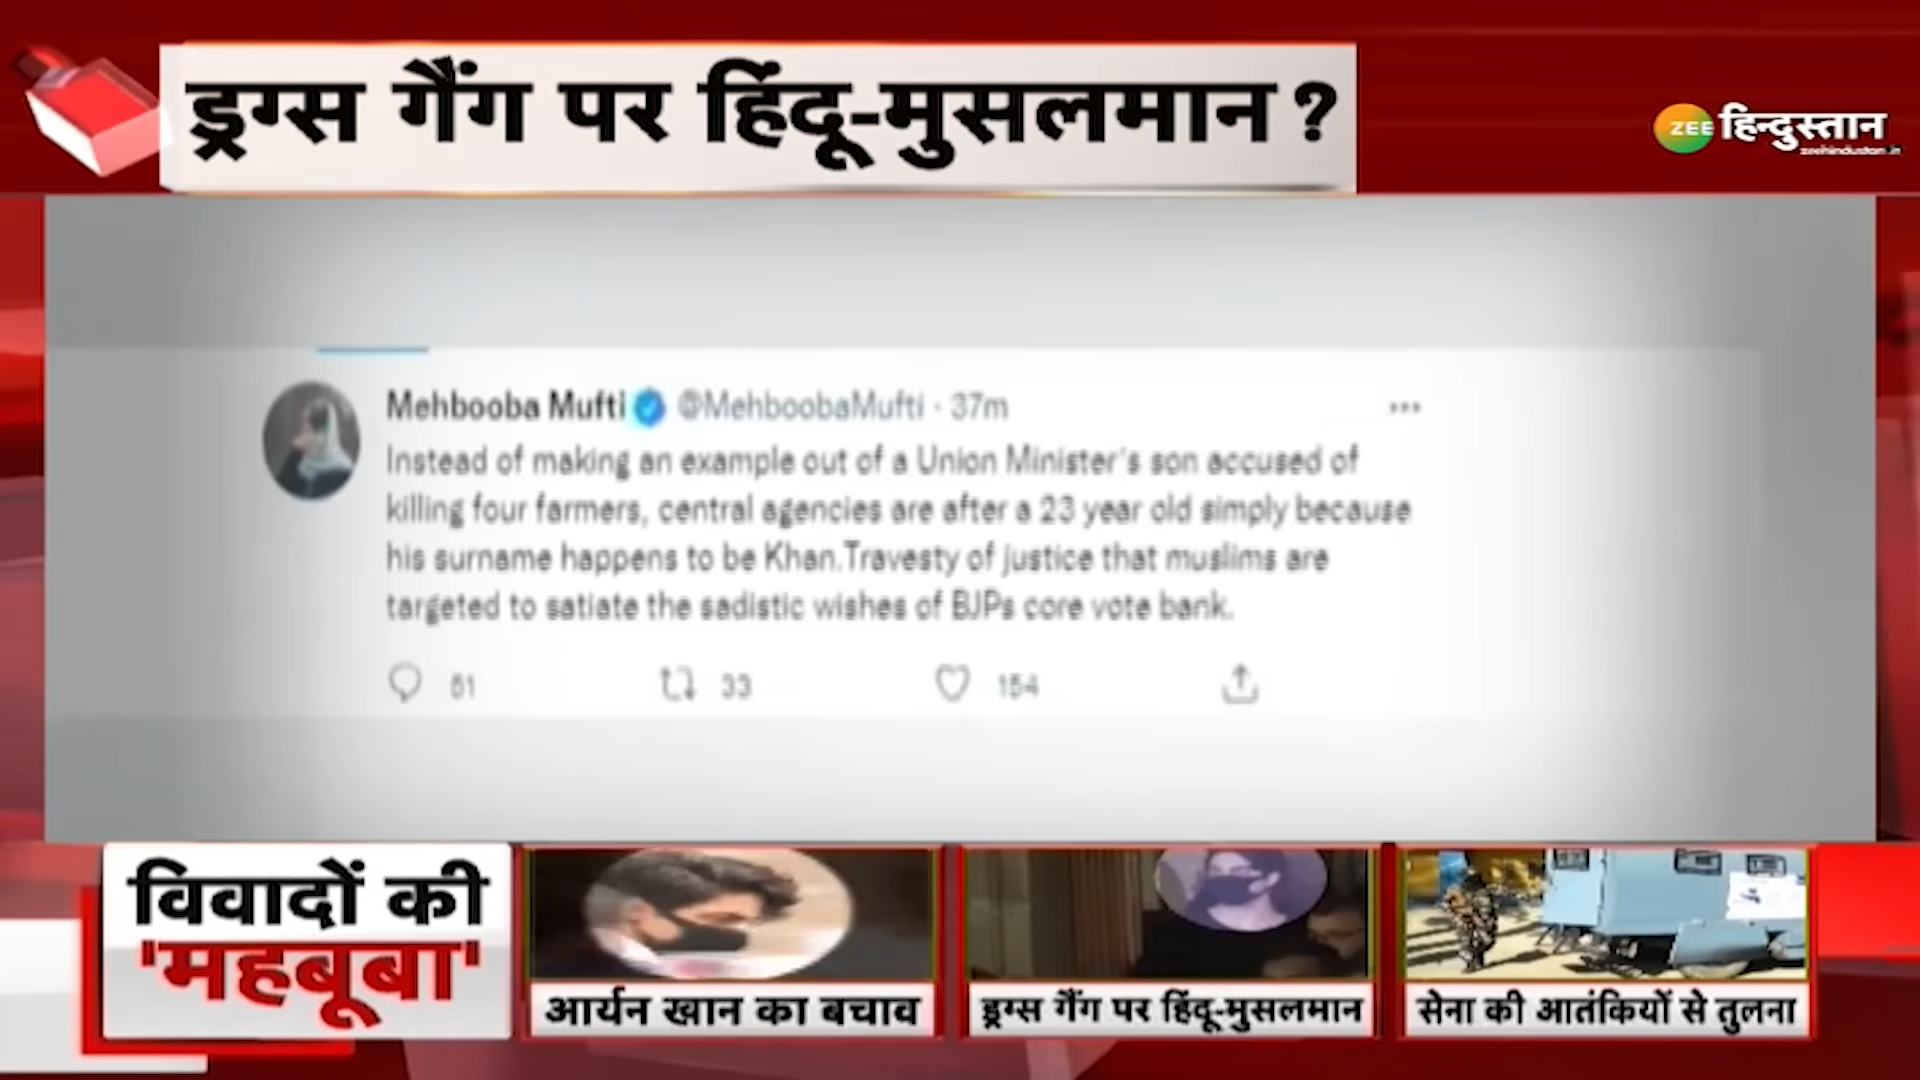 ड्रग्स गैंग पर हिंदू-मुसलमान ?
ZEE हिन्दुस्तान
zeehindustan.in
Mehbooba Mufti @MehboobaMufti · 37m
Instead of making an example out of a Union Minister's son accused of
killing four farmers, central agencies are after a 23 year old simply because
his surname happens to be Khan.Travesty of justice that muslims are
targeted to satiate the sadistic wishes of BJPs core vote bank.
51 33 154
विवादों की
'महबूबा'
आर्यन खान का बचाव
ड्रग्स गैंग पर हिंदू-मुसलमान
सेना की आतंकियों से तुलना